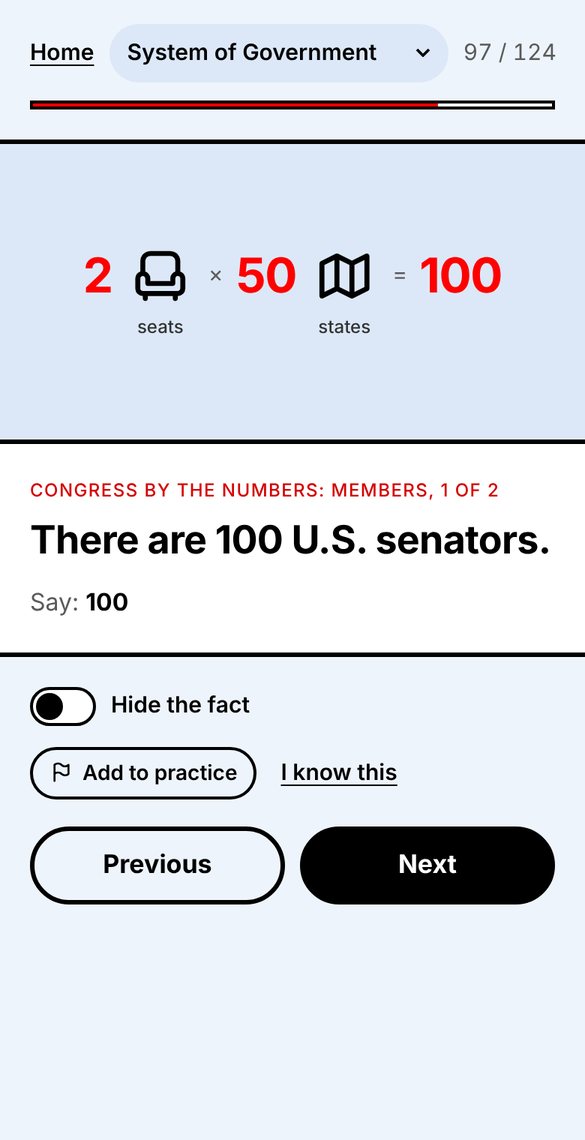 Home System of Government 97 / 124
2 × 50 = 100
seats states
CONGRESS BY THE NUMBERS: MEMBERS, 1 OF 2
There are 100 U.S. senators.
Say: 100
Hide the fact
Add to practice I know this
Previous Next